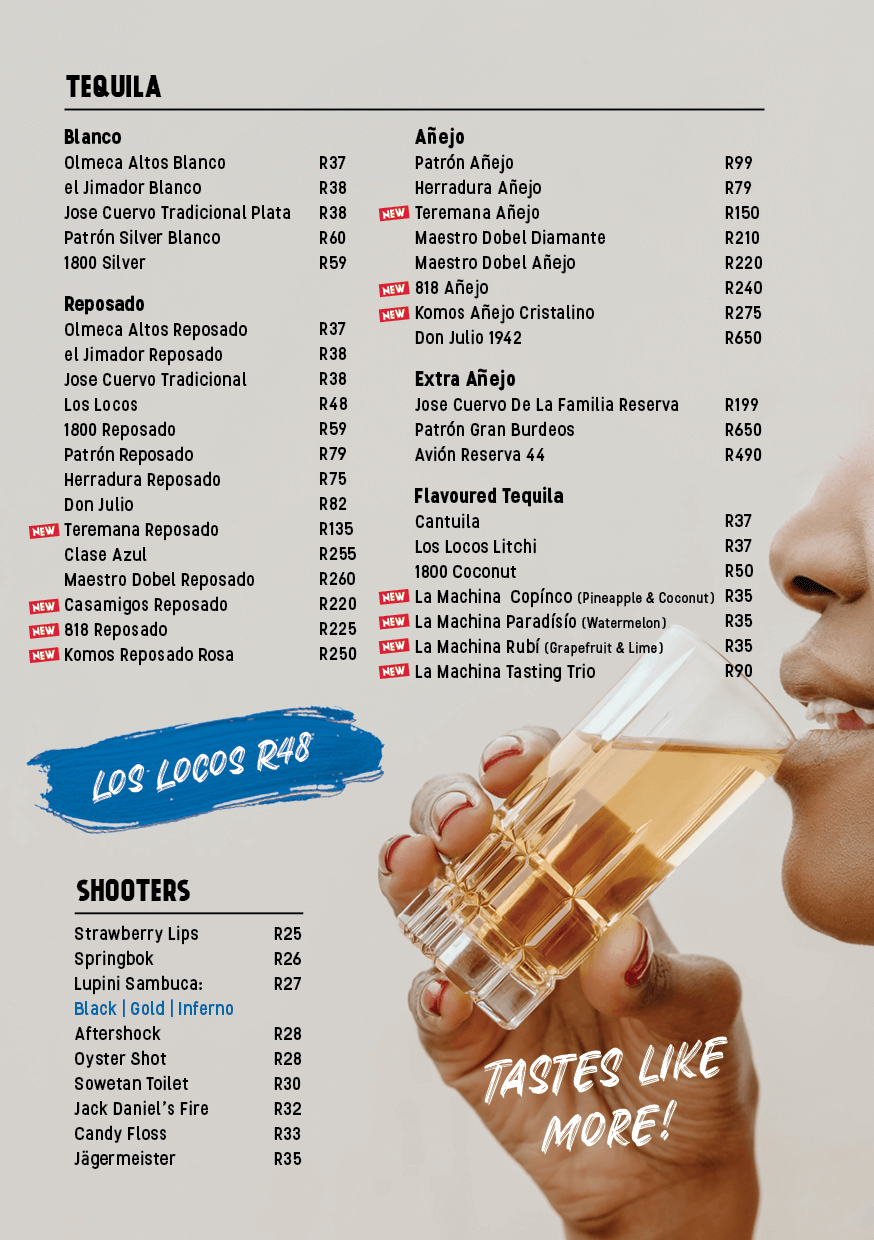 TEQUILA
Blanco
Olmeca Altos Blanco R37
el Jimador Blanco R38
Jose Cuervo Tradicional Plata R38
Patrón Silver Blanco R60
1800 Silver R59
Reposado
Olmeca Altos Reposado R37
el Jimador Reposado R38
Jose Cuervo Tradicional R38
Los Locos R48
1800 Reposado R59
Patrón Reposado R79
Herradura Reposado R75
Don Julio R82
NEW Teremana Reposado R135
Clase Azul R255
Maestro Dobel Reposado R260
NEW Casamigos Reposado R220
NEW 818 Reposado R225
NEW Komos Reposado Rosa R250
Añejo
Patrón Añejo R99
Herradura Añejo R79
NEW Teremana Añejo R150
Maestro Dobel Diamante R210
Maestro Dobel Añejo R220
NEW 818 Añejo R240
NEW Komos Añejo Cristalino R275
Don Julio 1942 R650
Extra Añejo
Jose Cuervo De La Familia Reserva R199
Patrón Gran Burdeos R650
Avión Reserva 44 R490
Flavoured Tequila
Cantuila R37
Los Locos Litchi R37
1800 Coconut R50
NEW La Machina Copínco (Pineapple & Coconut) R35
NEW La Machina Paradísío (Watermelon) R35
NEW La Machina Rubí (Grapefruit & Lime) R35
NEW La Machina Tasting Trio R90
LOS LOCOS R48
SHOOTERS
Strawberry Lips R25
Springbok R26
Lupini Sambuca: R27
Black | Gold | Inferno
Aftershock R28
Oyster Shot R28
Sowetan Toilet R30
Jack Daniel's Fire R32
Candy Floss R33
Jägermeister R35
TASTES LIKE
MORE!